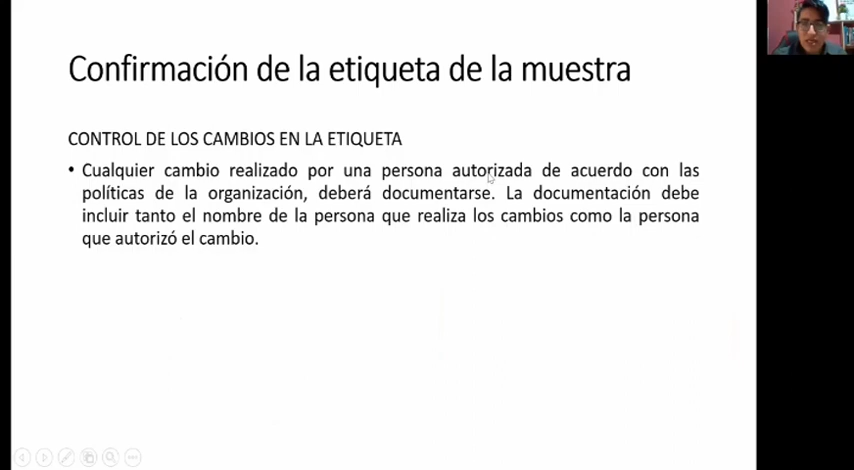 Confirmación de la etiqueta de la muestra
CONTROL DE LOS CAMBIOS EN LA ETIQUETA
• Cualquier cambio realizado por una persona autorizada de acuerdo con las
políticas de la organización, deberá documentarse. La documentación debe
incluir tanto el nombre de la persona que realiza los cambios como la persona
que autorizó el cambio.